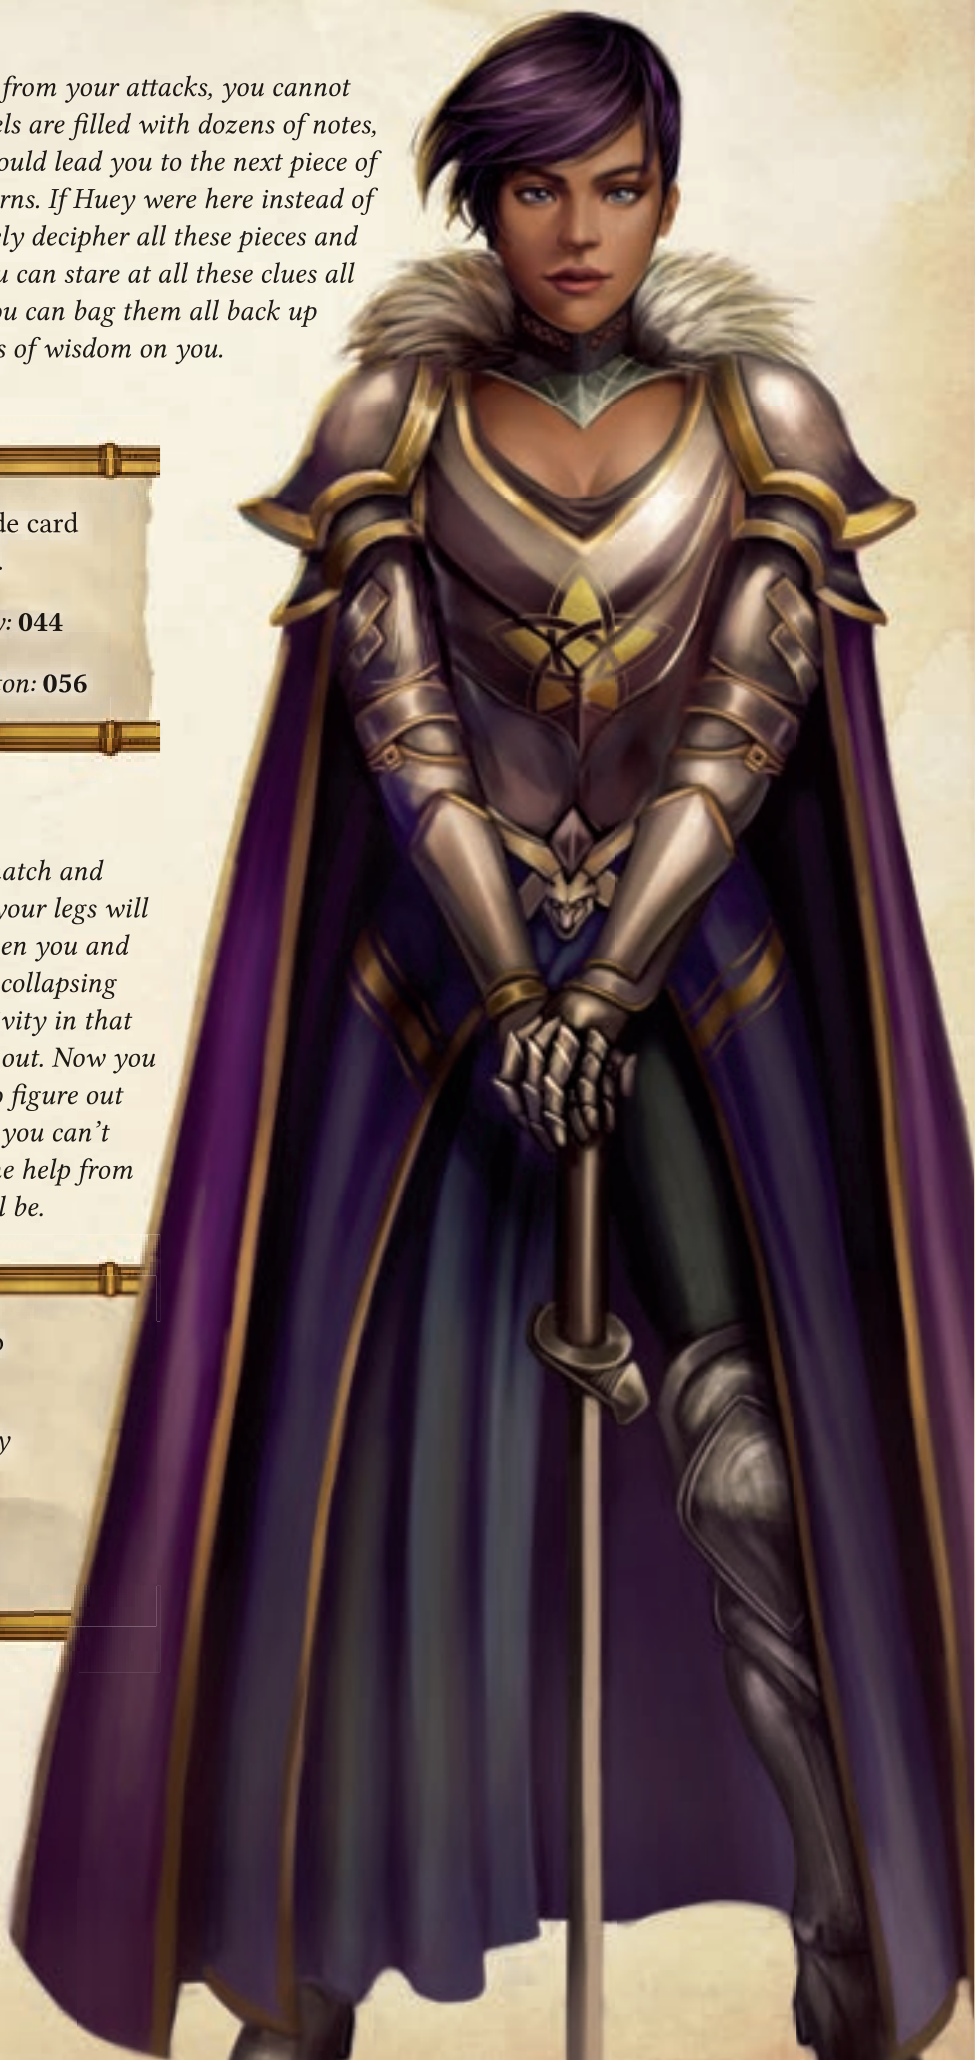 from your attacks, you cannot
els are filled with dozens of notes,
ould lead you to the next piece of
rns. If Huey were here instead of
ely decipher all these pieces and
u can stare at all these clues all
ou can bag them all back up
s of wisdom on you.
de card
.
y: 044
ton: 056
atch and
your legs will
en you and
collapsing
vity in that
out. Now you
o figure out
you can't
e help from
l be.
o
y